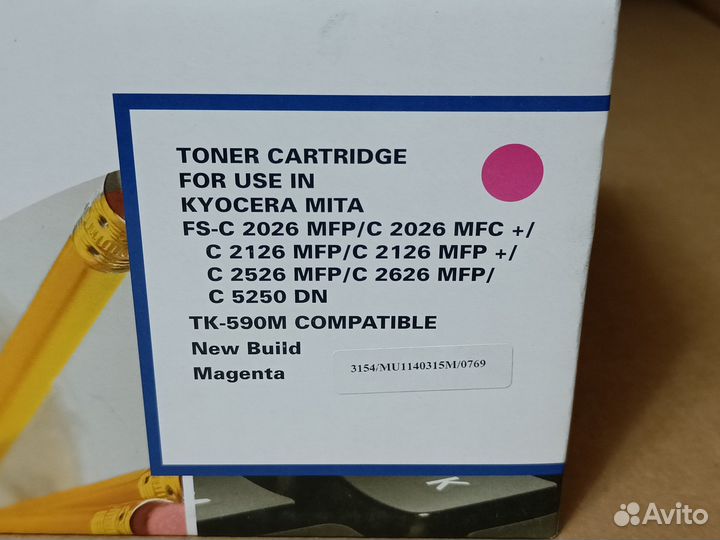 TONER CARTRIDGE
FOR USE IN
KYOCERA MITA
FS-C 2026 MFP/C 2026 MFC +/
C 2126 MFP/C 2126 MFP +/
C 2526 MFP/C 2626 MFP/
C 5250 DN
TK-590M COMPATIBLE
New Build
Magenta
3154/MU1140315M/0769
K
Avito